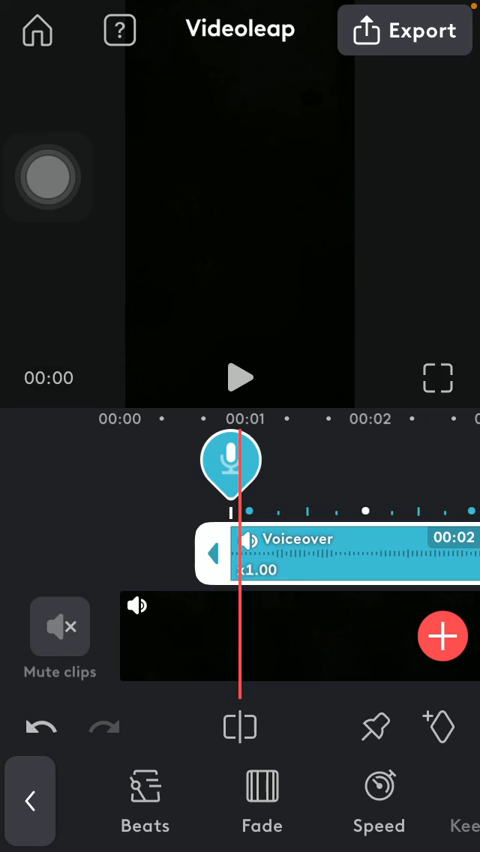 ?
Videoleap
Export
00:00
00:00
00:01
00:02
Voiceover
00:02
x1.00
Mute clips
Beats
Fade
Speed
Kee